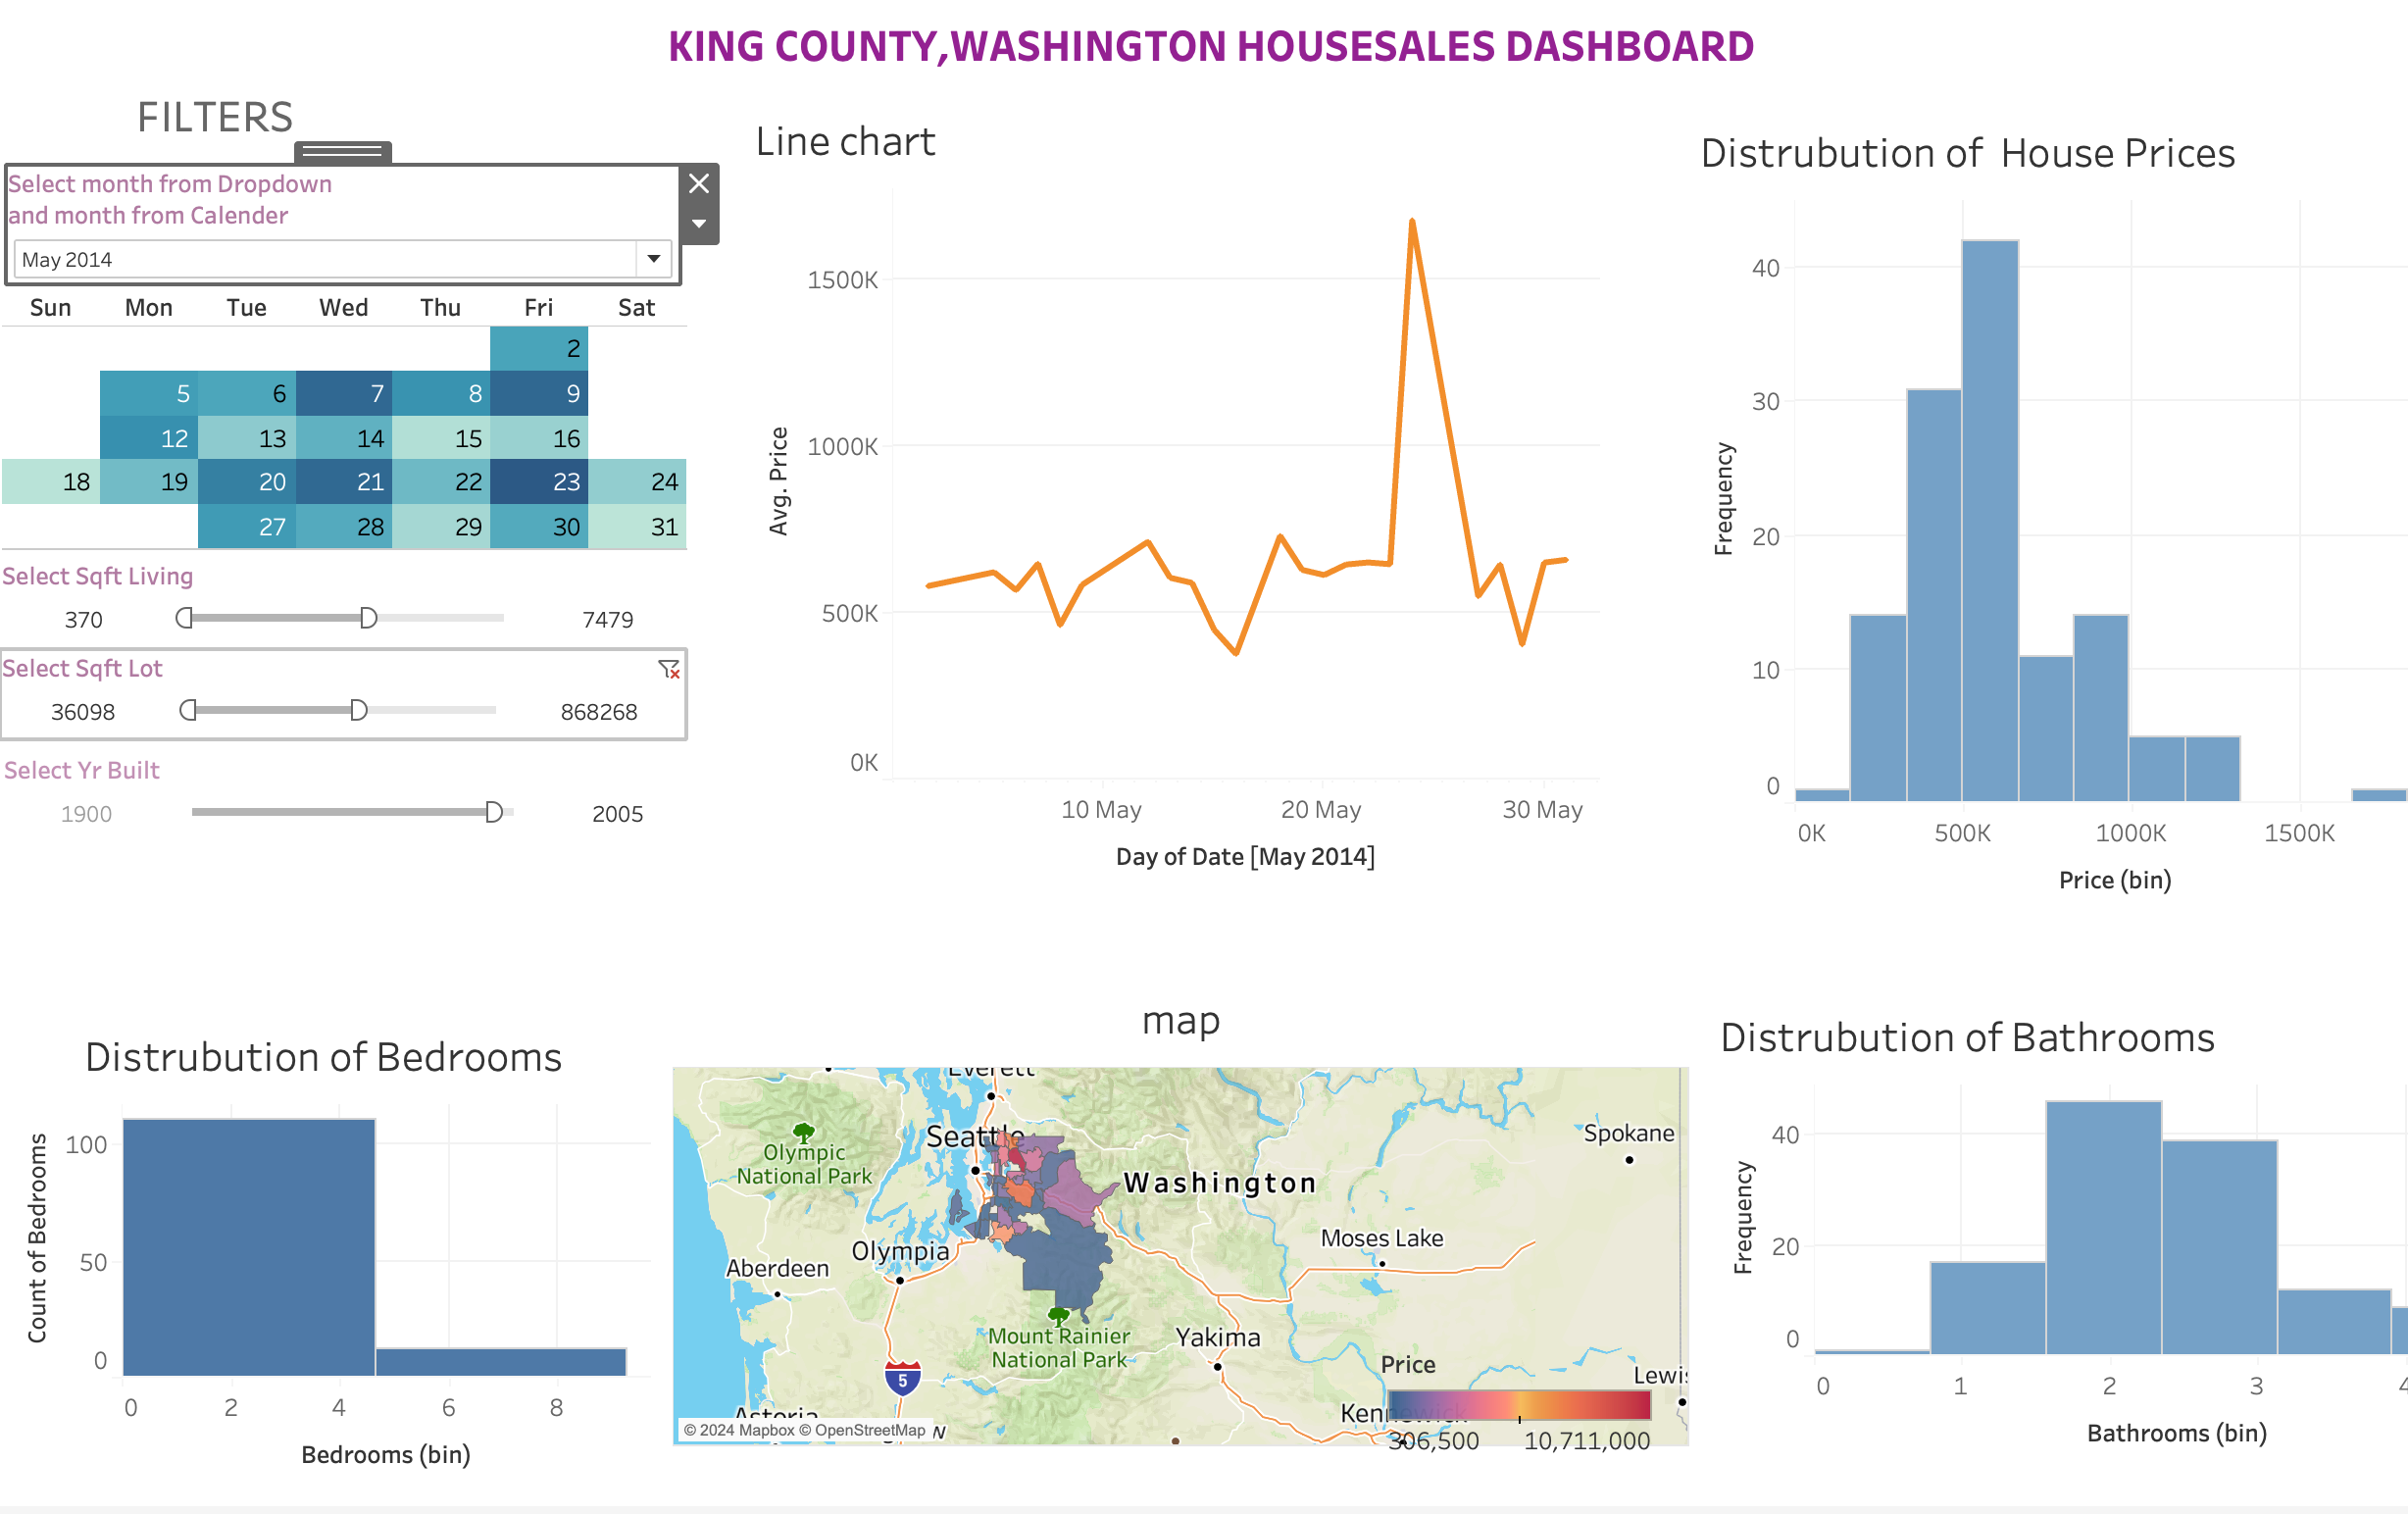 KING COUNTY,WASHINGTON HOUSESALES DASHBOARD
FILTERS
Select month from Dropdown
and month from Calender
May 2014
Sun Mon Tue Wed Thu Fri Sat
2
5 6 7 8 9
12 13 14 15 16
18 19 20 21 22 23 24
27 28 29 30 31
Select Sqft Living
370 7479
Select Sqft Lot
36098 868268
Select Yr Built
1900 2005
Line chart
1500K
1000K
500K
0K
Avg. Price
10 May 20 May 30 May
Day of Date [May 2014]
Distrubution of House Prices
40
30
20
10
0
Frequency
0K 500K 1000K 1500K
Price (bin)
Distrubution of Bedrooms
100
50
0
Count of Bedrooms
0 2 4 6 8
Bedrooms (bin)
map
Everett
Seattle
Olympic
National Park
Spokane
Washington
Moses Lake
Olympia
Aberdeen
Mount Rainier
National Park
Yakima
5
Price
Lewi
Astoria
Kennewick
© 2024 Mapbox © OpenStreetMap
306,500 10,711,000
Distrubution of Bathrooms
40
20
0
Frequency
0 1 2 3 4
Bathrooms (bin)